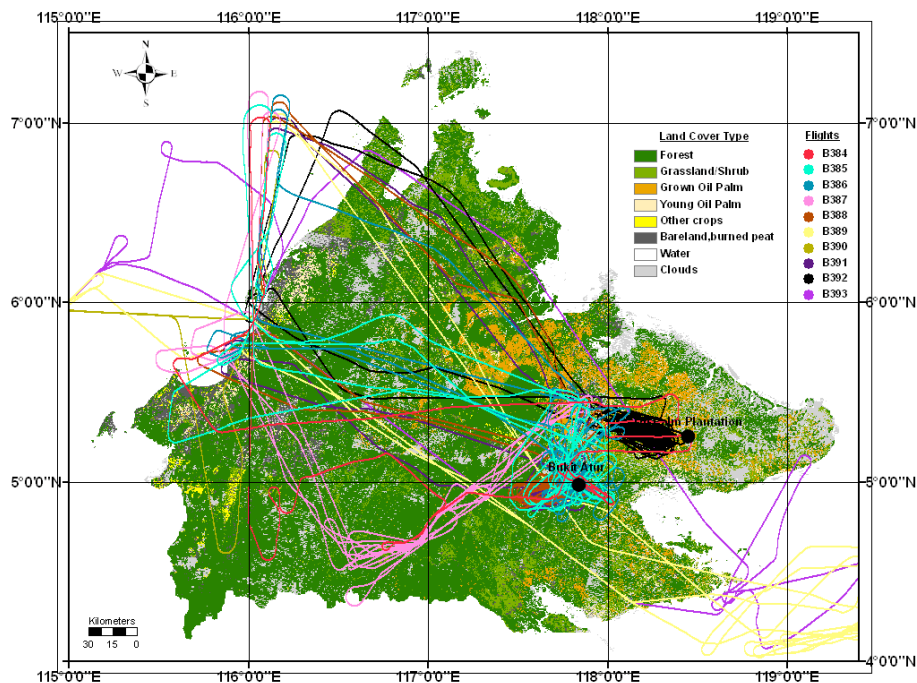 115°0'0"E 116°0'0"E 117°0'0"E 118°0'0"E 119°0'0"E
N
W E
S
7°0'0"N 7°0'0"N
Land Cover Type
Forest
Grassland/Shrub
Grown Oil Palm
Young Oil Palm
Other crops
Bareland,burned peat
Water
Clouds
Flights
B384
B385
B386
B387
B388
B389
B390
B391
B392
B393
6°0'0"N 6°0'0"N
Palm Plantation
Bukit Atur
5°0'0"N 5°0'0"N
Kilometers
30 15 0
4°0'0"N 4°0'0"N
115°0'0"E 116°0'0"E 117°0'0"E 118°0'0"E 119°0'0"E